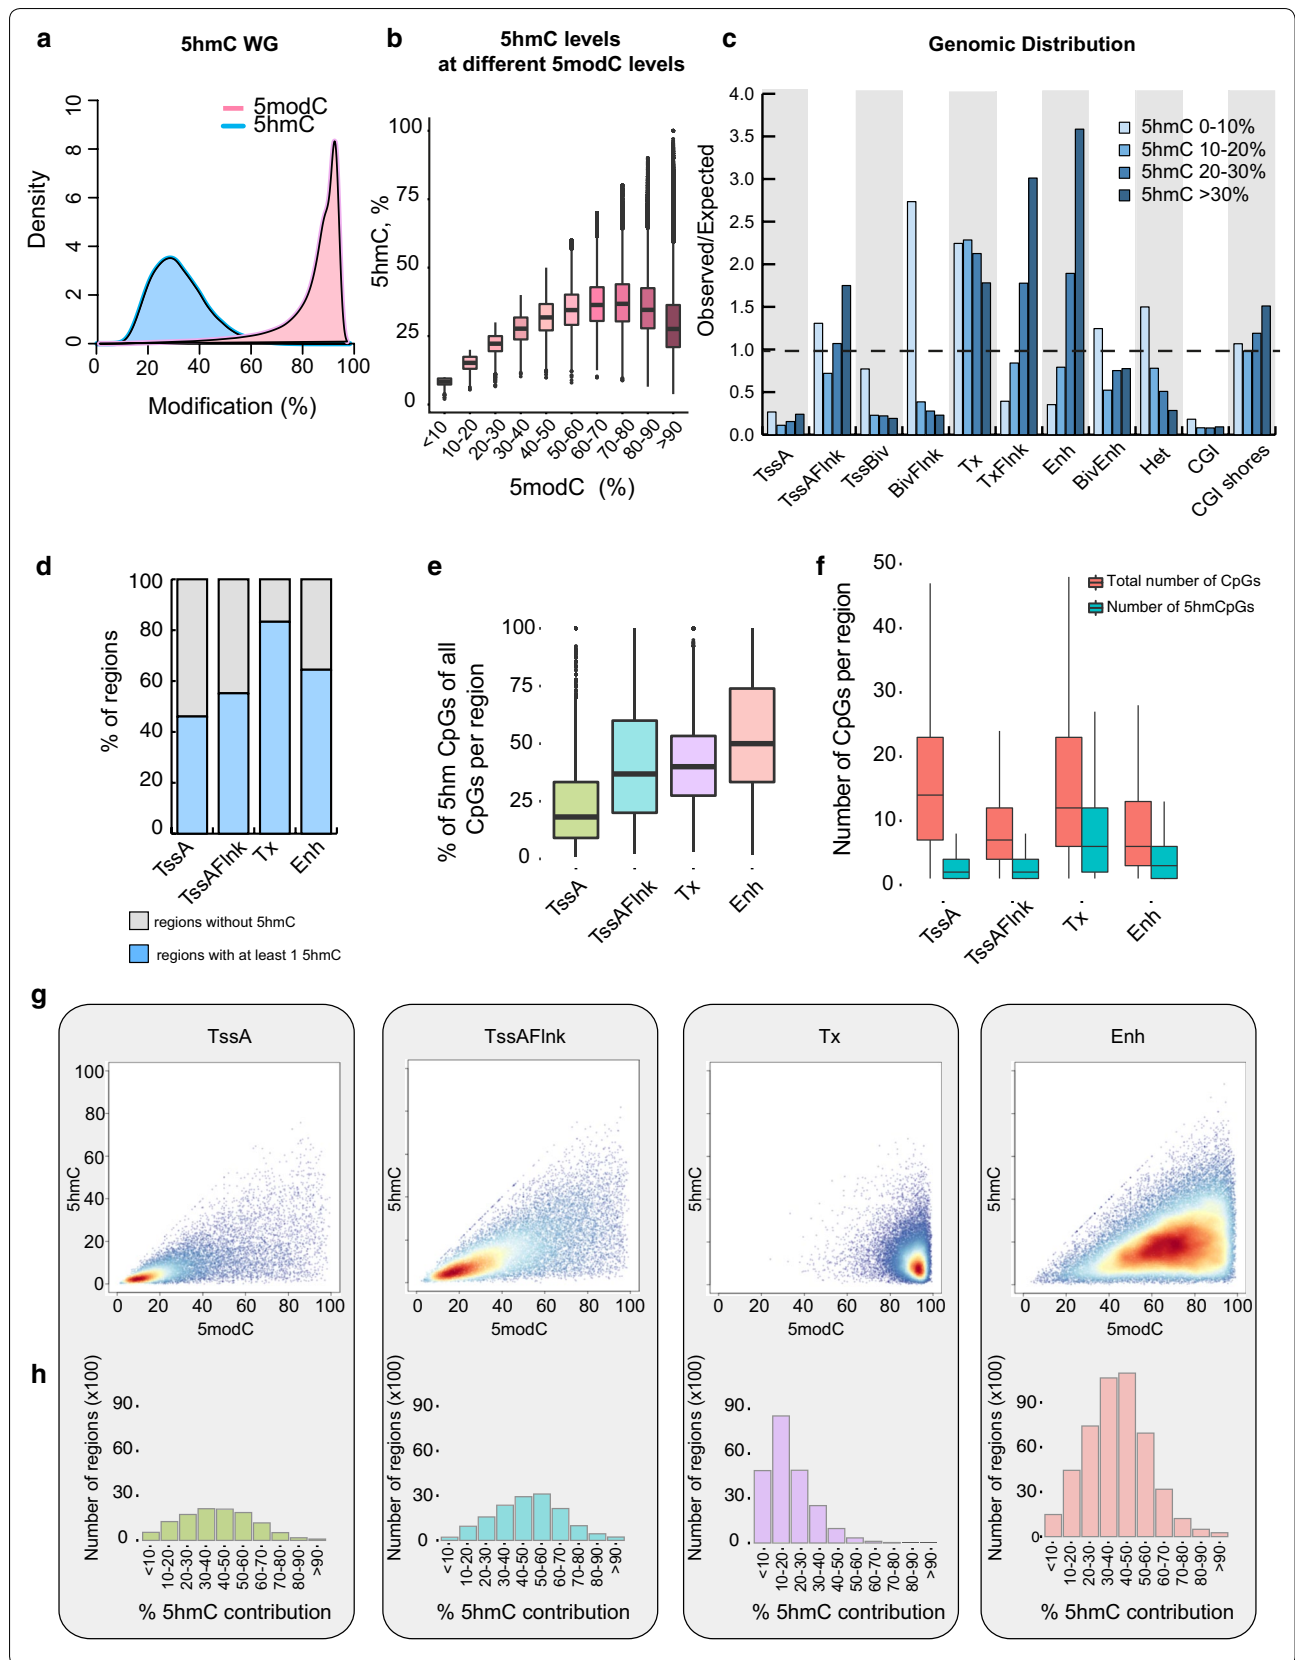 a
5hmC WG
5modC
5hmC
Density
10
8
6
4
2
0
0 20 40 60 80 100
Modification (%)
b
5hmC levels
at different 5modC levels
5hmC, %
100
75
50
25
0
<10 10-20 20-30 30-40 40-50 50-60 60-70 70-80 80-90 >90
5modC (%)
c
Genomic Distribution
Observed/Expected
4.0
3.5
3.0
2.5
2.0
1.5
1.0
0.5
0.0
5hmC 0-10%
5hmC 10-20%
5hmC 20-30%
5hmC >30%
TssA TssAFlnk TssBiv BivFlnk Tx TxFlnk Enh BivEnh Het CGI CGI shores
d
% of regions
100
80
60
40
20
0
TssA TssAFlnk Tx Enh
regions without 5hmC
regions with at least 1 5hmC
e
% of 5hm CpGs of all
CpGs per region
100
75
50
25
0
TssA TssAFlnk Tx Enh
f
Number of CpGs per region
50
40
30
20
10
0
Total number of CpGs
Number of 5hmCpGs
TssA TssAFlnk Tx Enh
g
TssA
5hmC
100
80
60
40
20
0
0 20 40 60 80 100
5modC
TssAFlnk
5hmC
0 20 40 60 80 100
5modC
Tx
5hmC
0 20 40 60 80 100
5modC
Enh
5hmC
0 20 40 60 80 100
5modC
h
Number of regions (x100)
90
60
30
0
<10 10-20 20-30 30-40 40-50 50-60 60-70 70-80 80-90 >90
% 5hmC contribution
Number of regions (x100)
90
60
30
0
<10 10-20 20-30 30-40 40-50 50-60 60-70 70-80 80-90 >90
% 5hmC contribution
Number of regions (x100)
90
60
30
0
<10 10-20 20-30 30-40 40-50 50-60 60-70 70-80 80-90 >90
% 5hmC contribution
Number of regions (x100)
90
60
30
0
<10 10-20 20-30 30-40 40-50 50-60 60-70 70-80 80-90 >90
% 5hmC contribution